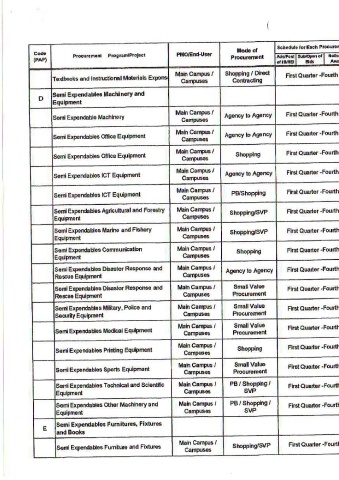 Schedule for Each Procurem
Code (PAP) Procurement Program/Project PMO/End-User Mode of Procurement Ads/Post of IB/REI Sub/Open of Bids
Textbooks and Instructional Materials Expens Main Campus / Campuses Shopping / Direct Contracting First Quarter -Fourth
D Semi Expendables Machinery and Equipment
Semi Expendable Machinery Main Campus / Campuses Agency to Agency First Quarter -Fourth
Semi Expendables Office Equipment Main Campus / Campuses Agency to Agency First Quarter -Fourth
Semi Expendables Office Equipment Main Campus / Campuses Shopping First Quarter -Fourth
Semi Expendables ICT Equipment Main Campus / Campuses Agency to Agency First Quarter -Fourth
Semi Expendables ICT Equipment Main Campus / Campuses PB/Shopping First Quarter -Fourth
Semi Expendables Agricultural and Forestry Equipment Main Campus / Campuses Shopping/SVP First Quarter -Fourth
Semi Expendables Marine and Fishery Equipment Main Campus / Campuses Shopping/SVP First Quarter -Fourth
Semi Expendables Communication Equipment Main Campus / Campuses Shopping First Quarter -Fourth
Semi Expendables Disaster Response and Rescue Equipment Main Campus / Campuses Agency to Agency First Quarter -Fourth
Semi Expendables Disaster Response and Rescue Equipment Main Campus / Campuses Small Value Procurement First Quarter -Fourth
Semi Expendables Military, Police and Security Equipment Main Campus / Campuses Small Value Procurement First Quarter -Fourth
Semi Expendables Medical Equipment Main Campus / Campuses Small Value Procurement First Quarter -Fourth
Semi Expendables Printing Equipment Main Campus / Campuses Shopping First Quarter -Fourth
Semi Expendables Sports Equipment Main Campus / Campuses Small Value Procurement First Quarter -Fourth
Semi Expendables Technical and Scientific Equipment Main Campus / Campuses PB / Shopping / SVP First Quarter -Fourth
Semi Expendables Other Machinery and Equipment Main Campus / Campuses PB / Shopping / SVP First Quarter -Fourth
E Semi Expendables Furnitures, Fixtures and Books
Semi Expendables Furniture and Fixtures Main Campus / Campuses Shopping/SVP First Quarter -Fourth